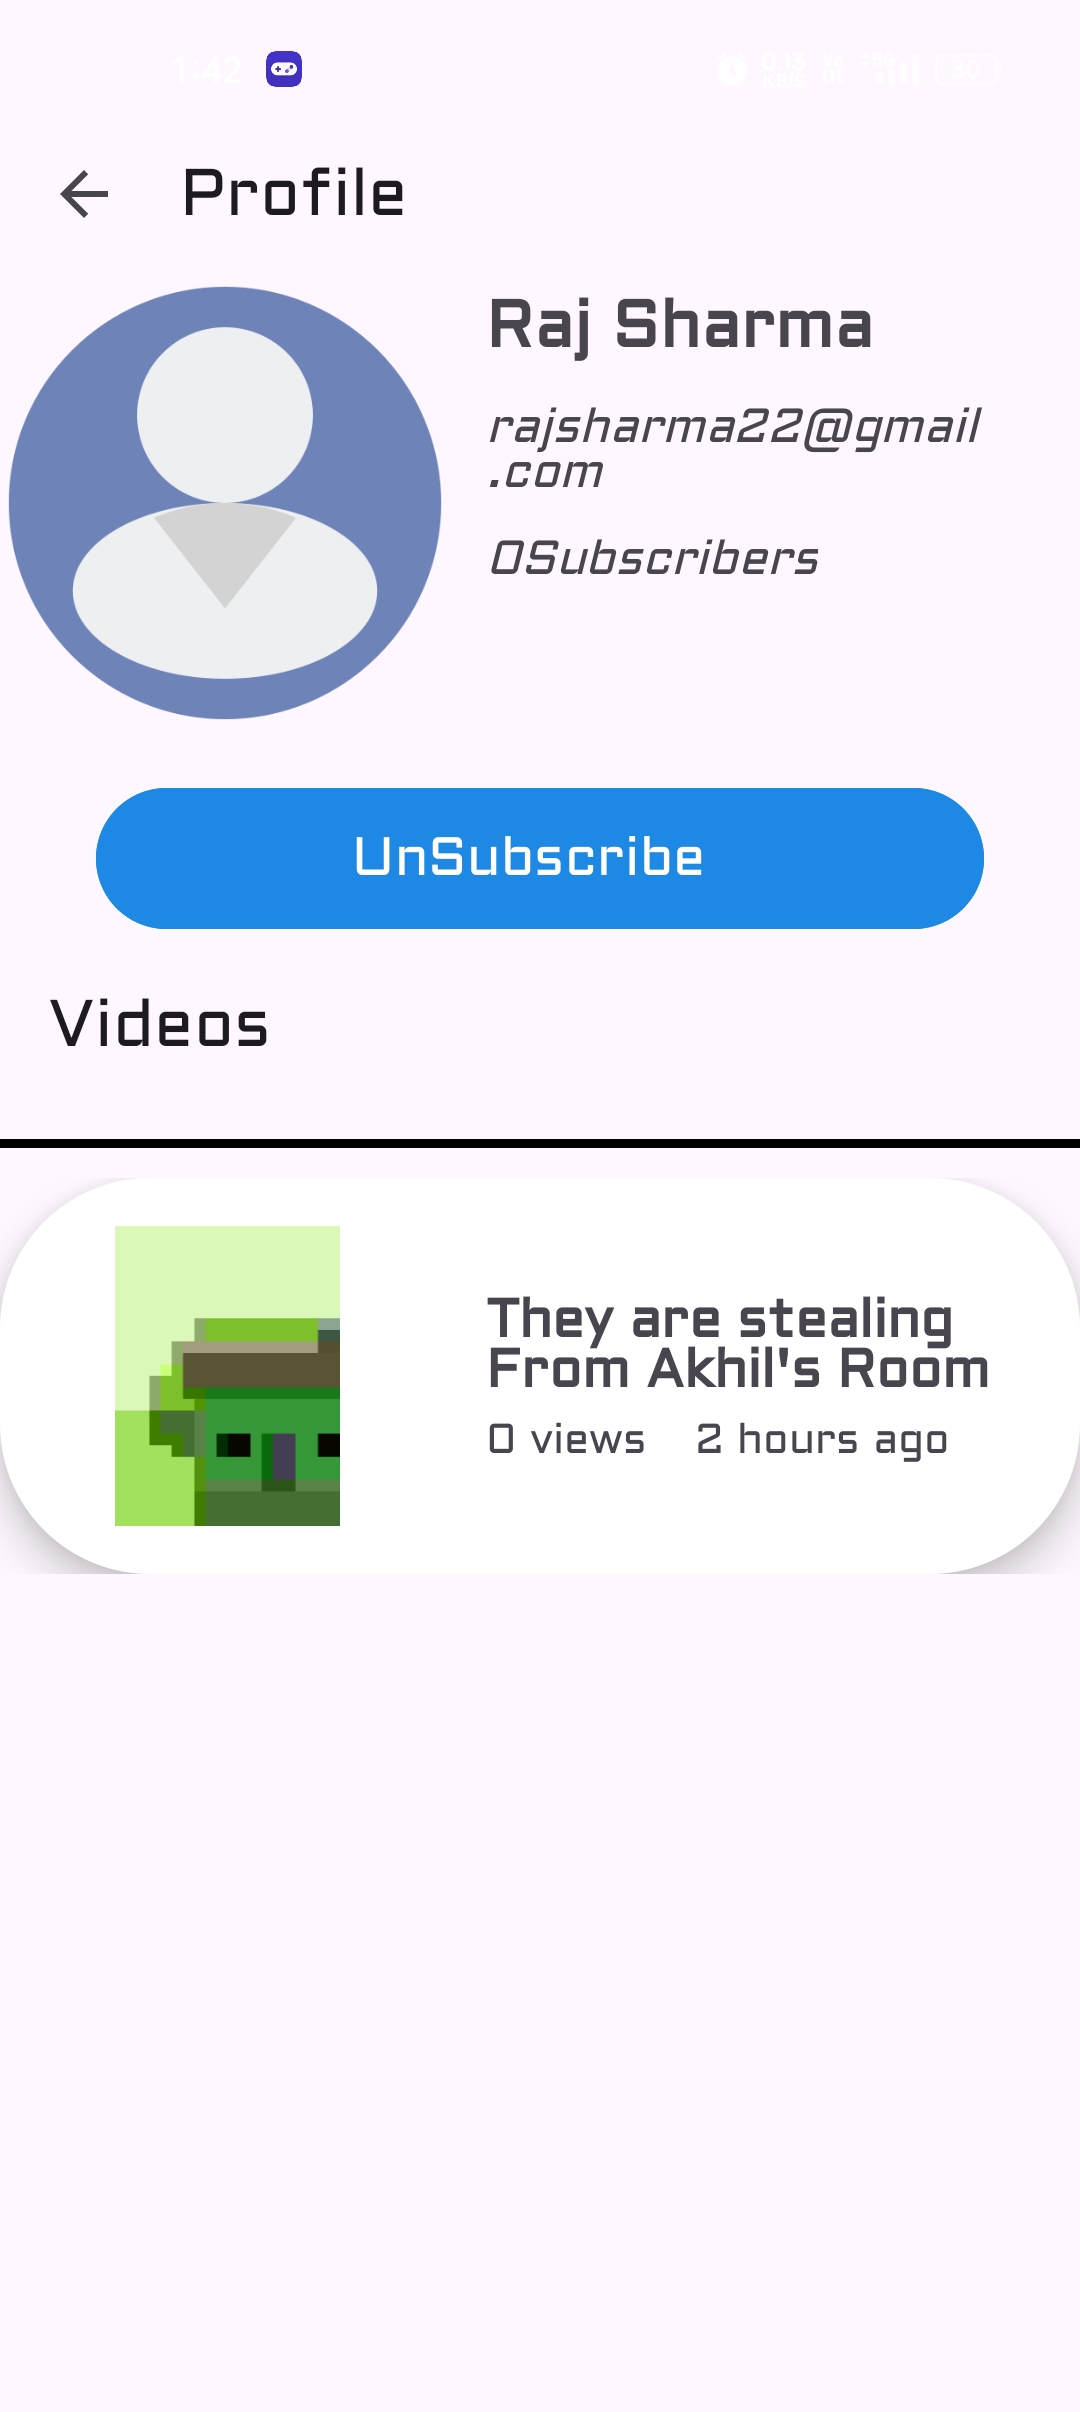 1:42
Profile
Raj Sharma
rajsharma22@gmail
.com
0Subscribers
UnSubscribe
Videos
They are stealing
From Akhil's Room
0 views 2 hours ago